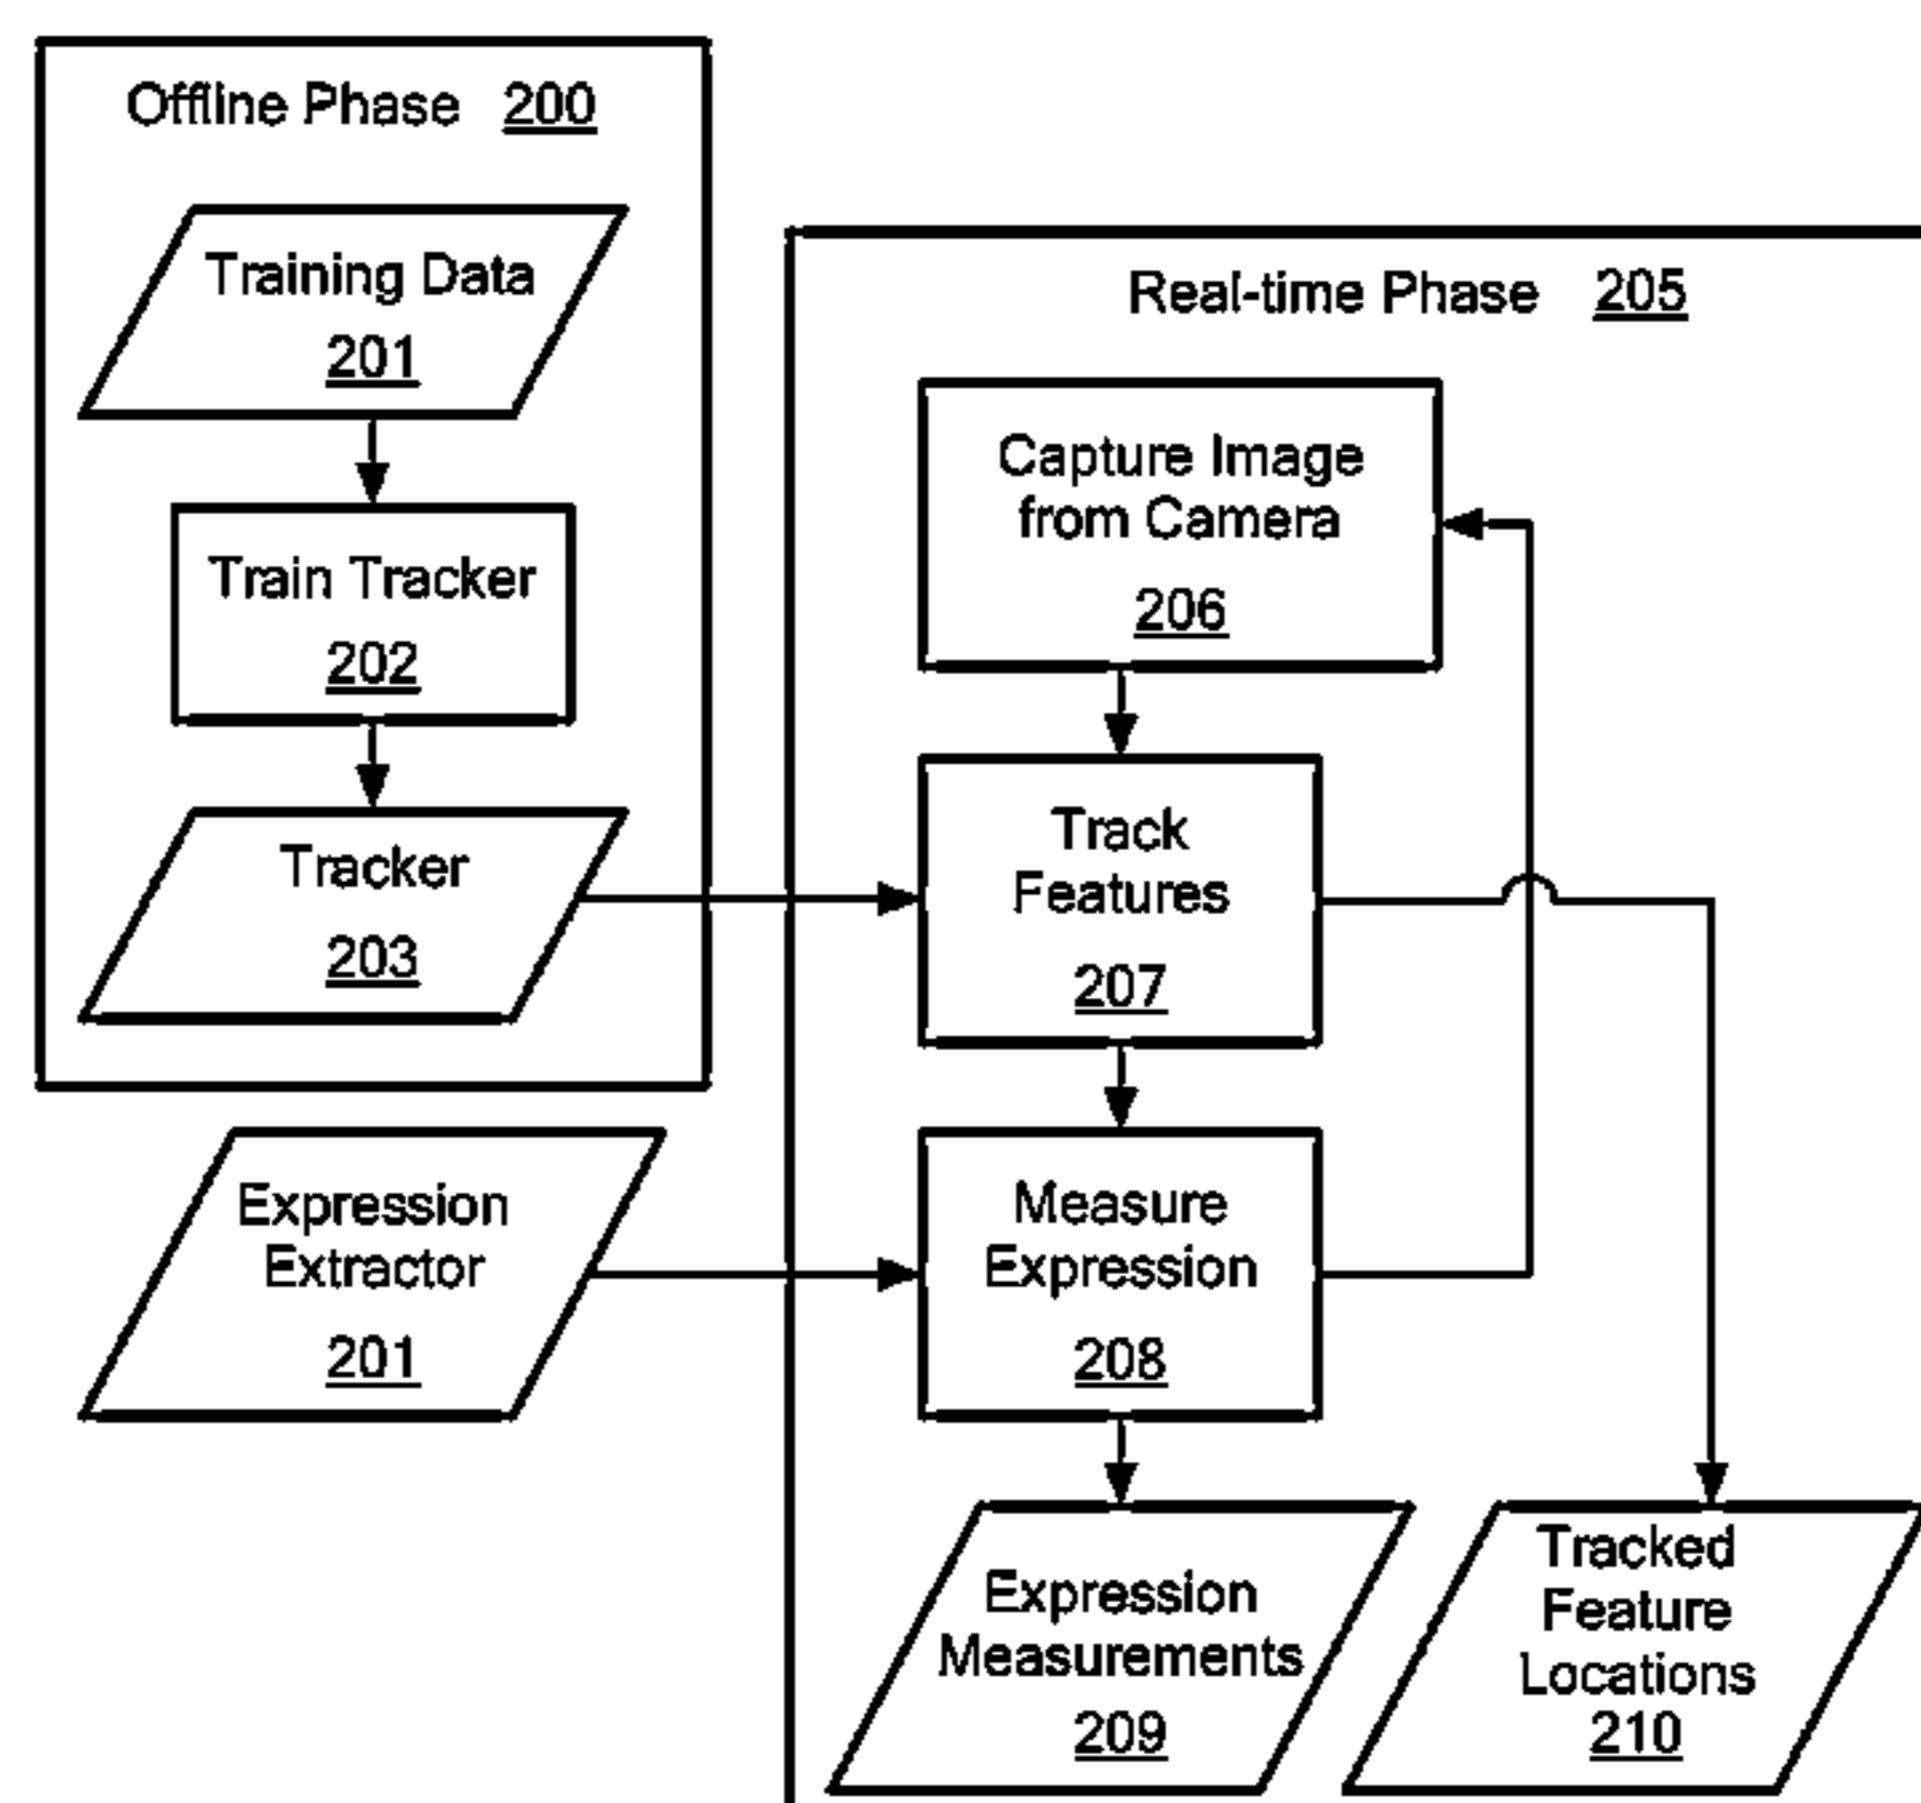 Offline Phase 200
Training Data
201
Train Tracker
202
Tracker
203
Expression
Extractor
201
Real-time Phase 205
Capture Image
from Camera
206
Track
Features
207
Measure
Expression
208
Expression
Measurements
209
Tracked
Feature
Locations
210